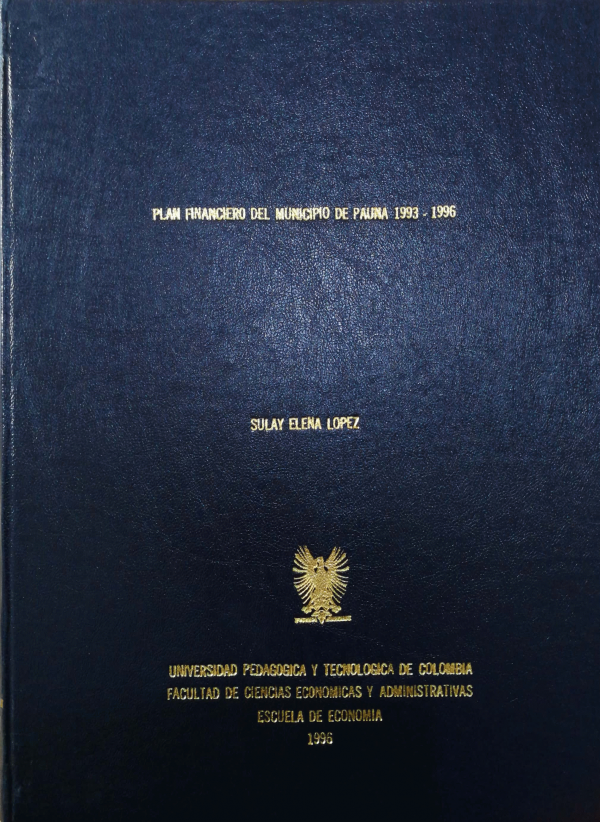 PLAN FINANCIERO DEL MUNICIPIO DE PAUNA 1993 - 1996
SULAY ELENA LOPEZ
UNIVERSIDAD PEDAGOGICA Y TECNOLOGICA DE COLOMBIA
FACULTAD DE CIENCIAS ECONOMICAS Y ADMINISTRATIVAS
ESCUELA DE ECONOMIA
1996